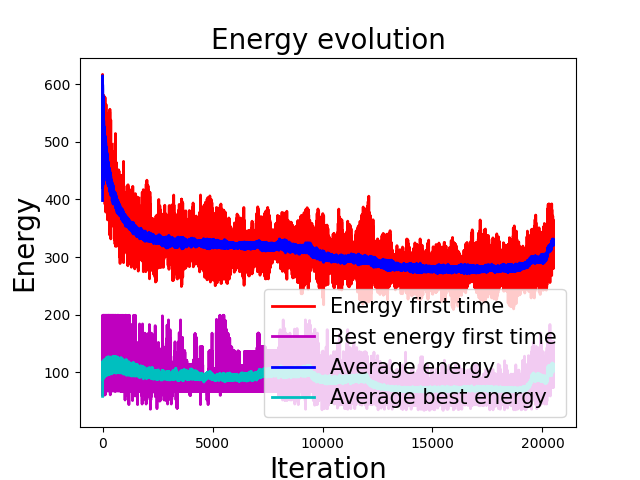 Energy evolution
Energy
600
500
400
300
200
100
Energy first time
Best energy first time
Average energy
Average best energy
0
5000
10000
15000
20000
Iteration